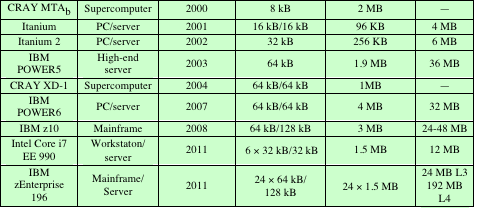 CRAY MTAb Supercomputer 2000 8 kB 2 MB —
Itanium PC/server 2001 16 kB/16 kB 96 KB 4 MB
Itanium 2 PC/server 2002 32 kB 256 KB 6 MB
IBM POWER5 High-end server 2003 64 kB 1.9 MB 36 MB
CRAY XD-1 Supercomputer 2004 64 kB/64 kB 1MB —
IBM POWER6 PC/server 2007 64 kB/64 kB 4 MB 32 MB
IBM z10 Mainframe 2008 64 kB/128 kB 3 MB 24-48 MB
Intel Core i7 EE 990 Workstaton/ server 2011 6 × 32 kB/32 kB 1.5 MB 12 MB
IBM zEnterprise 196 Mainframe/ Server 2011 24 × 64 kB/ 128 kB 24 × 1.5 MB 24 MB L3 192 MB L4